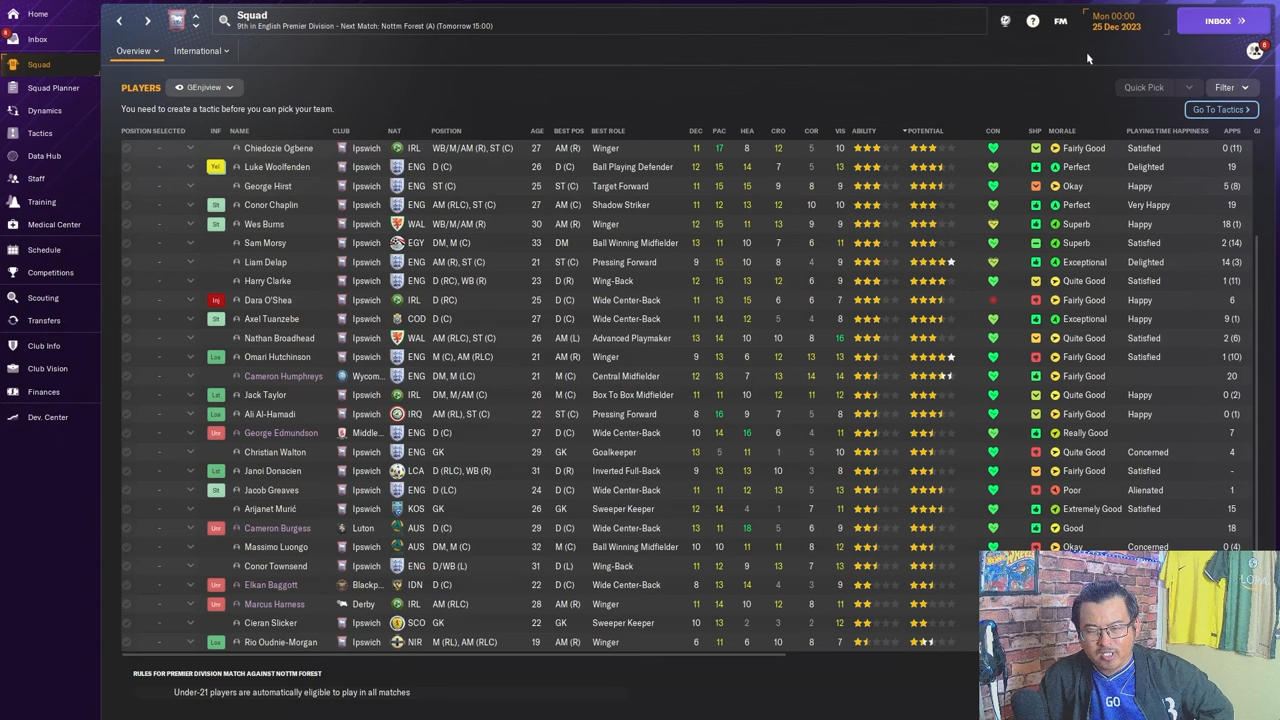 Home
Inbox
Squad
Squad Planner
Dynamics
Tactics
Data Hub
Staff
Training
Medical Center
Schedule
Competitions
Scouting
Transfers
Club Info
Club Vision
Finances
Dev. Center
Squad
9th in English Premier Division - Next Match: Nottm Forest (A) (Tomorrow 15:00)
FM
Mon 00:00
25 Dec 2023
INBOX
Overview International
PLAYERS GEnjiview Quick Pick Filter
You need to create a tactic before you can pick your team. Go To Tactics >
POSITION SELECTED INF NAME CLUB NAT POSITION AGE BEST POS BEST ROLE DEC PAC HEA CRO COR VIS ABILITY POTENTIAL CON SHP MORALE PLAYING TIME HAPPINESS APPS
- Chiedozie Ogbene Ipswich IRL WB/M/AM (R), ST (C) 27 AM (R) Winger 11 17 8 12 5 10 Fairly Good Satisfied 0 (11)
- Yel Luke Woolfenden Ipswich ENG D (C) 26 D (C) Ball Playing Defender 12 15 14 7 5 13 Perfect Delighted 19
- George Hirst Ipswich ENG ST (C) 25 ST (C) Target Forward 11 15 15 9 8 9 Okay Happy 5 (8)
- Slt Conor Chaplin Ipswich ENG AM (RLC), ST (C) 27 AM (C) Shadow Striker 11 12 13 12 10 10 Perfect Very Happy 19
- Slt Wes Burns Ipswich WAL WB/M/AM (R) 30 AM (R) Winger 12 15 11 13 9 9 Superb Happy 18 (1)
- Sam Morsy Ipswich EGY DM, M (C) 33 DM Ball Winning Midfielder 13 11 10 7 6 11 Superb Satisfied 2 (14)
- Liam Delap Ipswich ENG AM (R), ST (C) 21 ST (C) Pressing Forward 9 15 10 8 4 9 Exceptional Delighted 14 (3)
- Harry Clarke Ipswich ENG D (RC), WB (R) 23 D (R) Wing-Back 12 15 13 12 6 8 Quite Good Satisfied 1 (11)
- Inj Dara O'Shea Ipswich IRL D (RC) 25 D (C) Wide Center-Back 11 13 15 6 6 7 Fairly Good Happy 6
- Slt Axel Tuanzebe Ipswich COD D (RC) 27 D (C) Wide Center-Back 11 14 12 5 4 8 Exceptional Happy 9 (1)
- Nathan Broadhead Ipswich WAL AM (RLC), ST (C) 26 AM (L) Advanced Playmaker 13 14 10 10 8 16 Quite Good Satisfied 2 (6)
- Loa Omari Hutchinson Ipswich ENG M (C), AM (RLC) 21 AM (R) Winger 9 13 6 12 13 13 Fairly Good Satisfied 1 (10)
- Cameron Humphreys Wycom... ENG DM, M (LC) 21 M (C) Central Midfielder 12 13 7 13 14 14 Fairly Good 20
- Lst Jack Taylor Ipswich IRL DM, M/AM (C) 26 M (C) Box To Box Midfielder 11 12 10 12 11 12 Quite Good Happy 0 (2)
- Loa Ali Al-Hamadi Ipswich IRQ AM (RL), ST (C) 22 ST (C) Pressing Forward 8 16 9 7 5 8 Fairly Good Happy 0 (1)
- Unr George Edmundson Middle... ENG D (C) 27 D (C) Wide Center-Back 10 14 16 6 4 11 Really Good 7
- Christian Walton Ipswich ENG GK 29 GK Goalkeeper 13 5 11 1 5 10 Quite Good Concerned 4
- Lst Janoi Donacien Ipswich LCA D (RLC), WB (R) 31 D (R) Inverted Full-Back 9 13 13 10 3 8 Fairly Good Satisfied -
- Slt Jacob Greaves Ipswich ENG D (LC) 24 D (C) Wide Center-Back 11 11 12 13 5 13 Poor Alienated 1
- Arijanet Murić Ipswich KOS GK 26 GK Sweeper Keeper 12 14 4 1 7 11 Extremely Good Satisfied 15
- Unr Cameron Burgess Luton AUS D (C) 29 D (C) Wide Center-Back 13 11 18 5 6 9 Good 18
- Massimo Luongo Ipswich AUS DM, M (C) 32 M (C) Ball Winning Midfielder 10 10 11 11 8 12 Okay Concerned 0 (4)
- Conor Townsend Ipswich ENG D/WB (L) 31 D (L) Wing-Back 11 12 9 13 7 13
- Unr Elkan Baggott Blackp... IDN D (C) 22 D (C) Wide Center-Back 8 13 14 4 3 9
- Unr Marcus Harness Derby IRL AM (RLC) 28 AM (R) Winger 11 14 10 12 8 11
- Cieran Slicker Ipswich SCO GK 22 GK Sweeper Keeper 10 13 2 3 2 12
- Loa Rio Oudnie-Morgan Ipswich NIR M (RL), AM (RLC) 19 AM (R) Winger 6 11 6 10 8 7
RULES FOR PREMIER DIVISION MATCH AGAINST NOTTM FOREST
Under-21 players are automatically eligible to play in all matches
GO